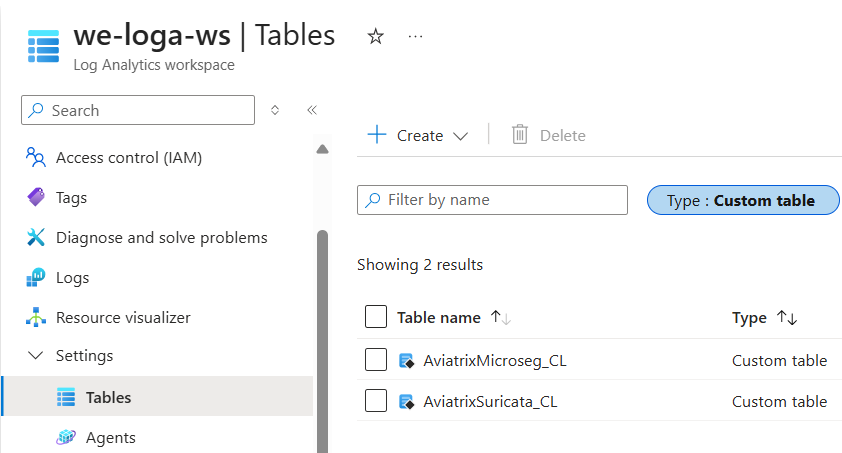 we-loga-ws | Tables
Log Analytics workspace
Search
Access control (IAM)
Tags
Diagnose and solve problems
Logs
Resource visualizer
Settings
Tables
Agents
Create
Delete
Filter by name
Type : Custom table
Showing 2 results
Table name Type
AviatrixMicroseg_CL Custom table
AviatrixSuricata_CL Custom table